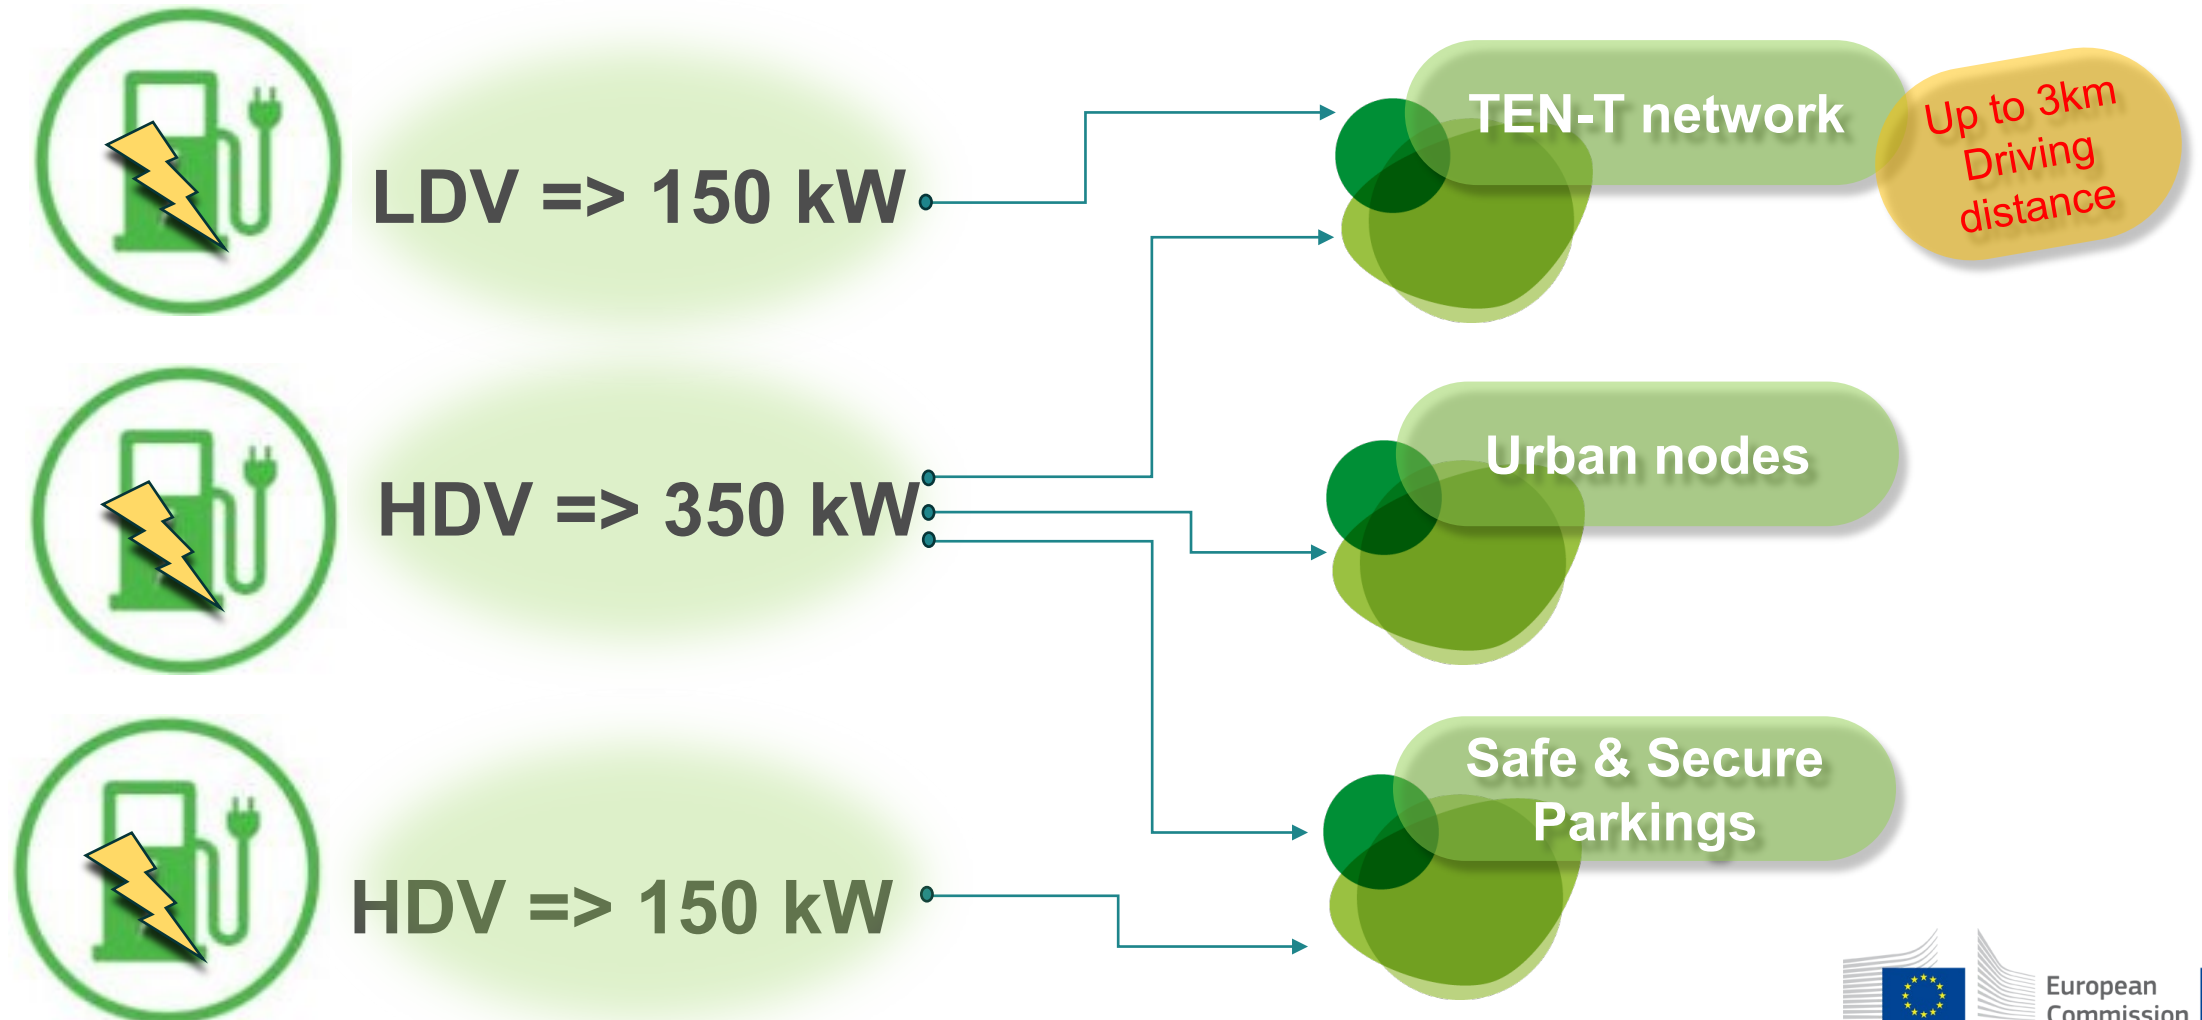 LDV => 150 kW
TEN-T network
Up to 3km
Driving
distance
HDV => 350 kW
Urban nodes
Safe & Secure
Parkings
HDV => 150 kW
European
Commission